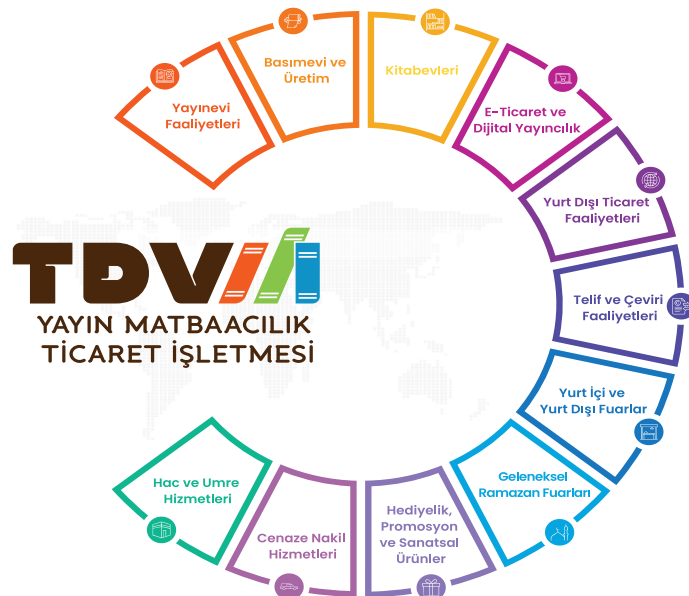 Yayınevi
Faaliyetleri
Basımevi ve
Üretim
Kitabevleri
E-Ticaret ve
Dijital Yayıncılık
Yurt Dışı Ticaret
Faaliyetleri
Telif ve Çeviri
Faaliyetleri
Yurt İçi ve
Yurt Dışı Fuarlar
Geleneksel
Ramazan Fuarları
Hediyelik,
Promosyon
ve Sanatsal
Ürünler
Cenaze Nakil
Hizmetleri
Hac ve Umre
Hizmetleri
TDV
YAYIN MATBAACILIK
TİCARET İŞLETMESİ